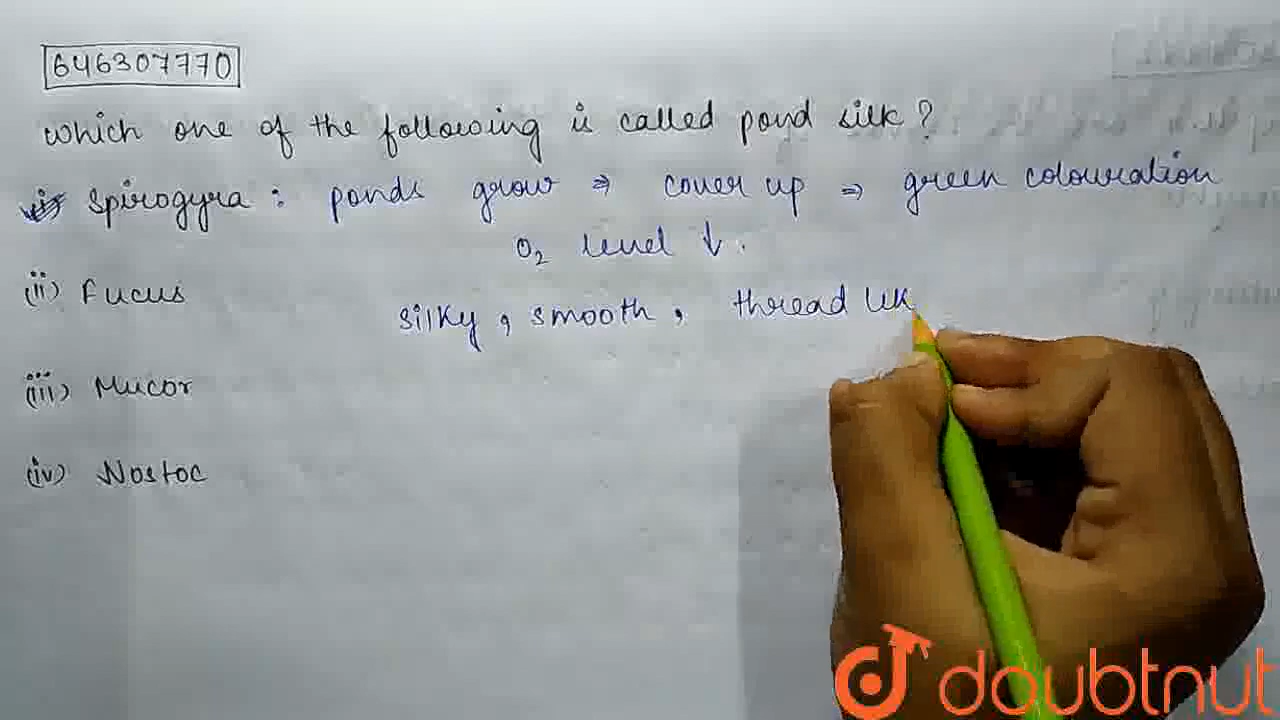 646307770
Which one of the following is called pond silk?
(i) Spirogyra: ponds grow ⇒ cover up ⇒ green colouration
O₂ level ↓.
(ii) Fucus
silky, smooth, thread lik
(iii) Mucor
(iv) Nostoc
doubtnut